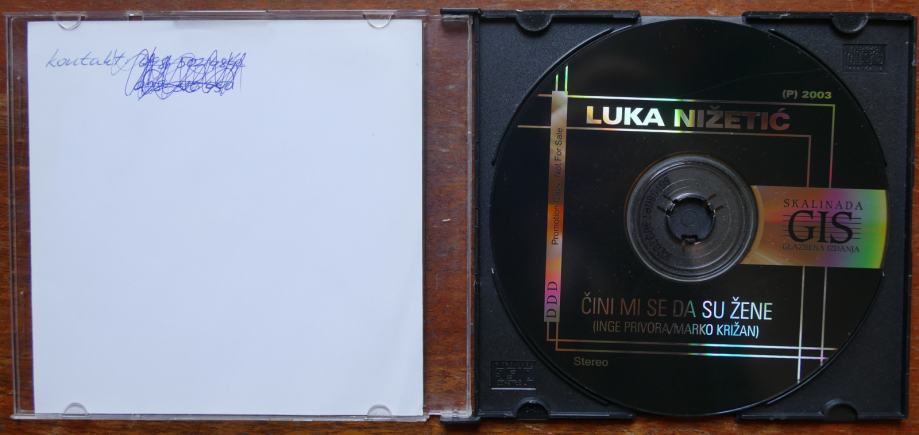 kontakt
(P) 2003
LUKA NIŽETIĆ
Promotion Not For Sale
SKALINADA
GIS
GLAZBENA IZDANJA
DDD
ČINI MI SE DA SU ŽENE
(INGE PRIVORA/MARKO KRIŽAN)
Stereo